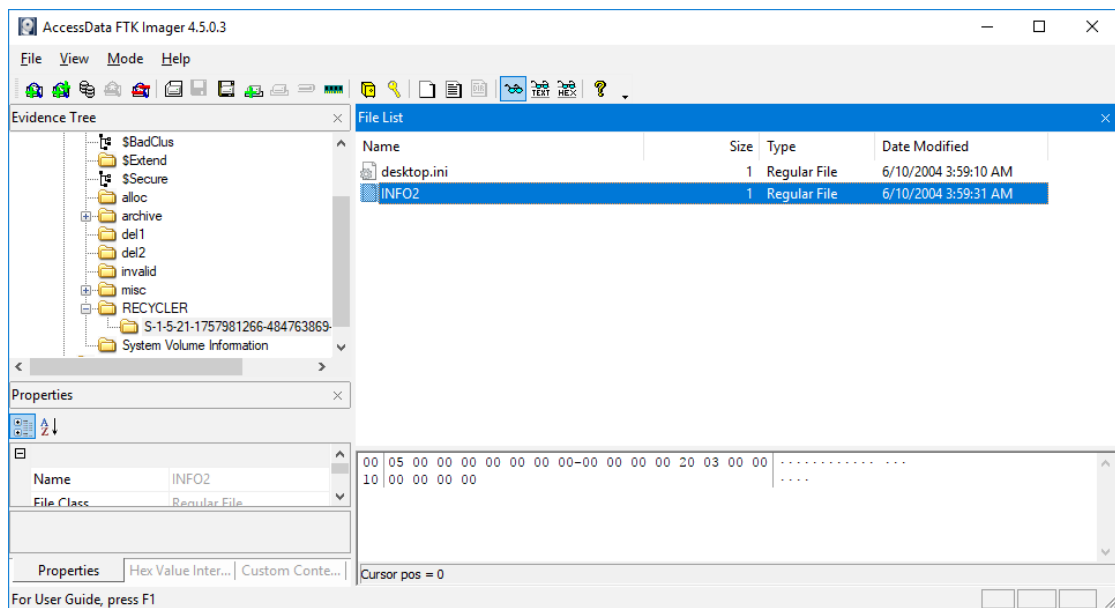 AccessData FTK Imager 4.5.0.3
File View Mode Help
TEXT HEX
Evidence Tree
$BadClus
$Extend
$Secure
alloc
archive
del1
del2
invalid
misc
RECYCLER
S-1-5-21-1757981266-484763869-
System Volume Information
Properties
Name INFO2
File Class Regular File
Properties Hex Value Inter... Custom Conte...
File List
Name Size Type Date Modified
desktop.ini 1 Regular File 6/10/2004 3:59:10 AM
INFO2 1 Regular File 6/10/2004 3:59:31 AM
00 05 00 00 00 00 00 00 00-00 00 00 00 20 03 00 00 ············ ···
10 00 00 00 00 ····
Cursor pos = 0
For User Guide, press F1